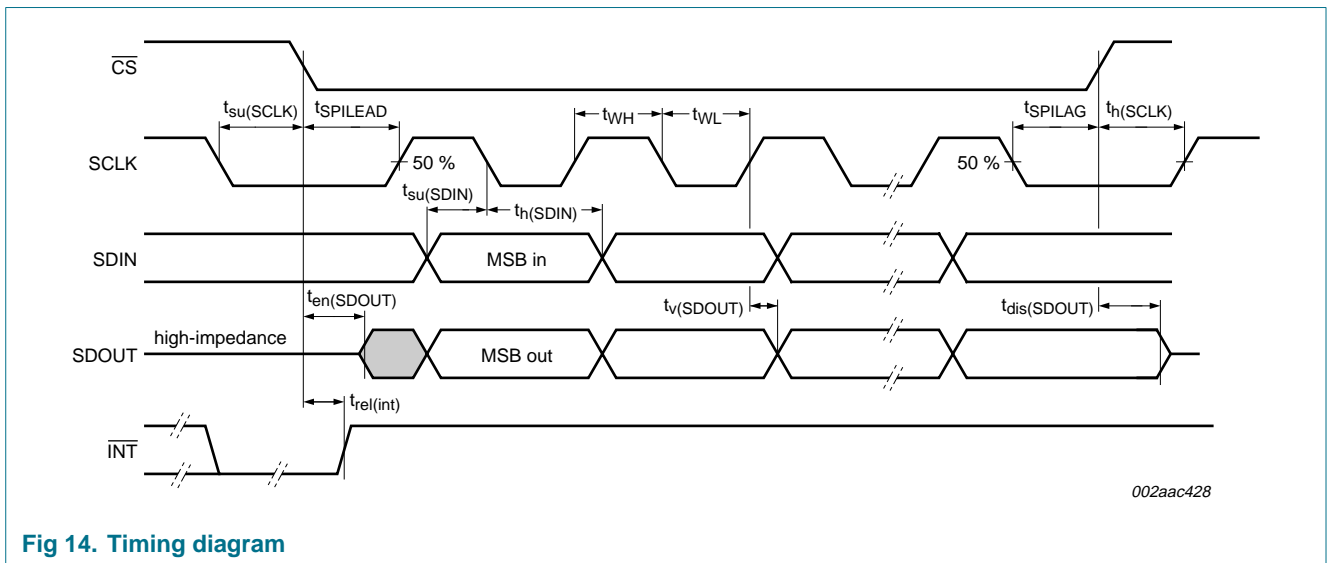 CS
tsu(SCLK) tSPILEAD tWH tWL tSPILAG th(SCLK)
SCLK 50 % 50 %
tsu(SDIN) th(SDIN)
SDIN MSB in
ten(SDOUT) tv(SDOUT) tdis(SDOUT)
high-impedance
SDOUT MSB out
trel(int)
INT
002aac428
Fig 14. Timing diagram